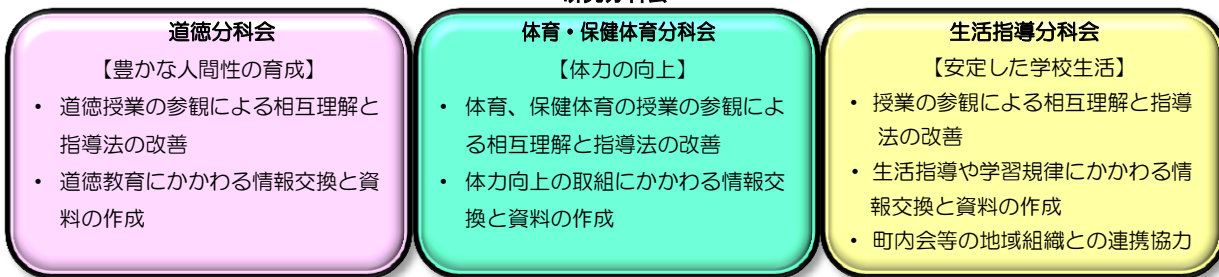 道徳分科会
【豊かな人間性の育成】
• 道徳授業の参観による相互理解と
指導法の改善
• 道徳教育にかかわる情報交換と資
料の作成
体育・保健体育分科会
【体力の向上】
• 体育、保健体育の授業の参観によ
る相互理解と指導法の改善
• 体力向上の取組にかかわる情報交
換と資料の作成
生活指導分科会
【安定した学校生活】
• 授業の参観による相互理解と指導
法の改善
• 生活指導や学習規律にかかわる情
報交換と資料の作成
• 町内会等の地域組織との連携協力